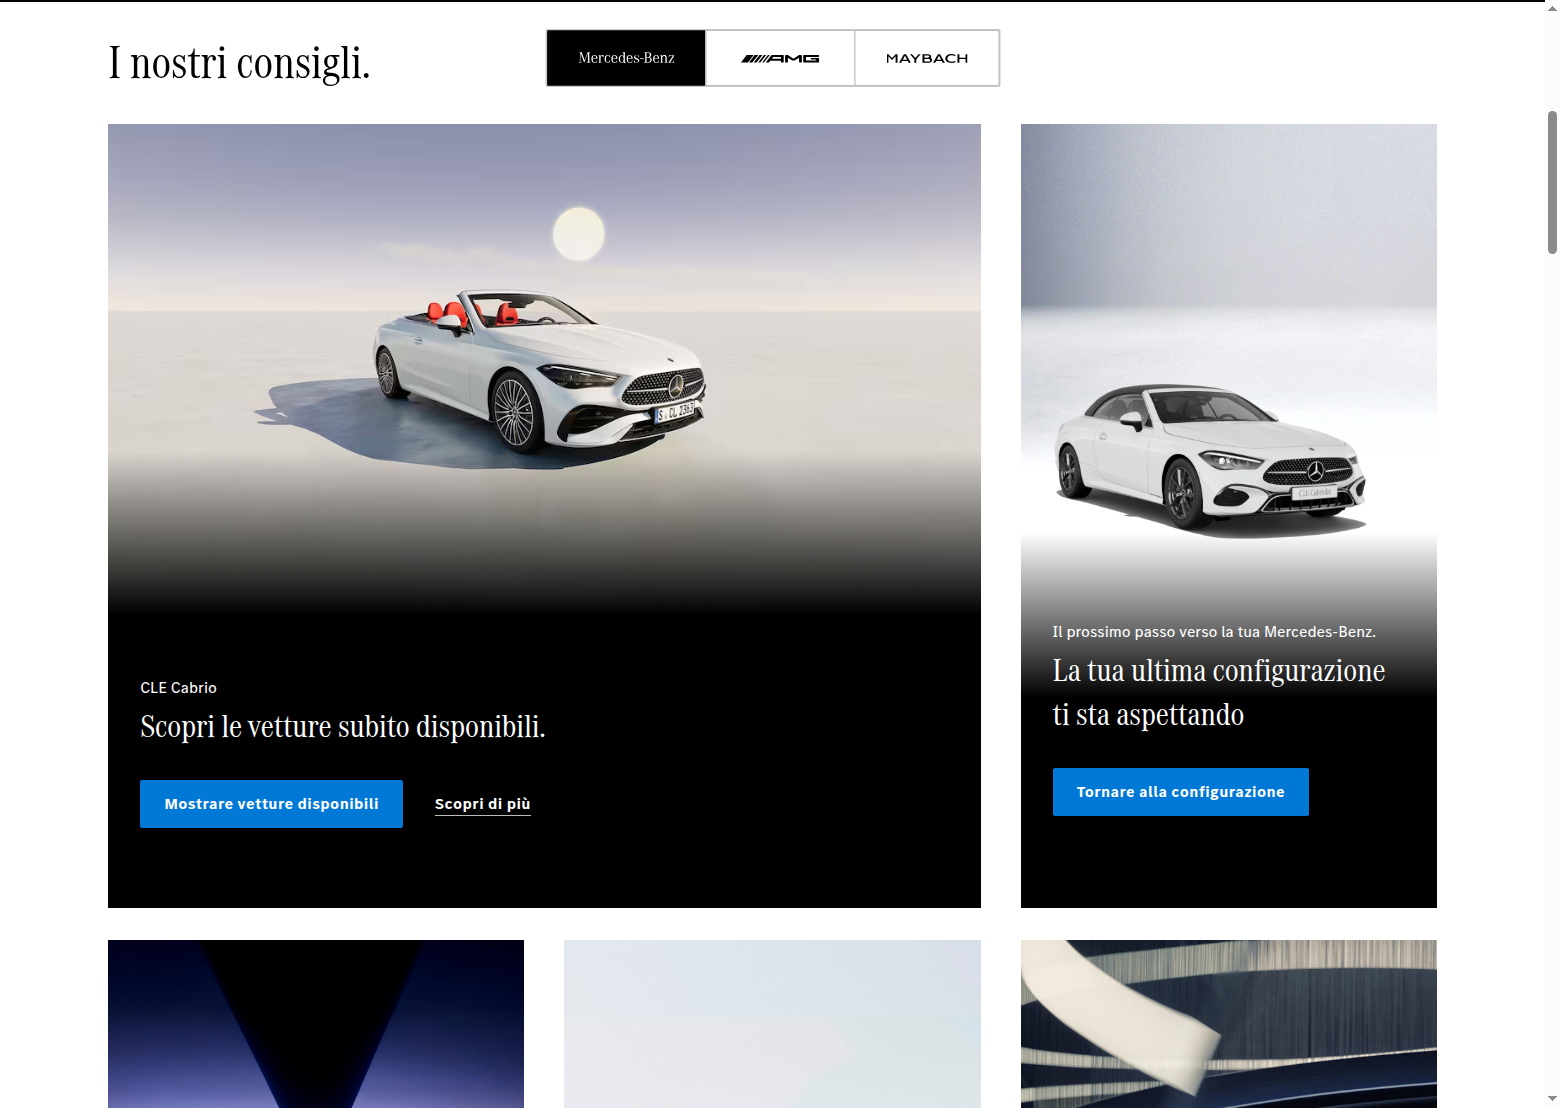 I nostri consigli.
Mercedes-Benz
AMG
MAYBACH
S CL 2363
CLE Cabriolet
CLE Cabrio
Scopri le vetture subito disponibili.
Mostrare vetture disponibili
Scopri di più
Il prossimo passo verso la tua Mercedes-Benz.
La tua ultima configurazione
ti sta aspettando
Tornare alla configurazione